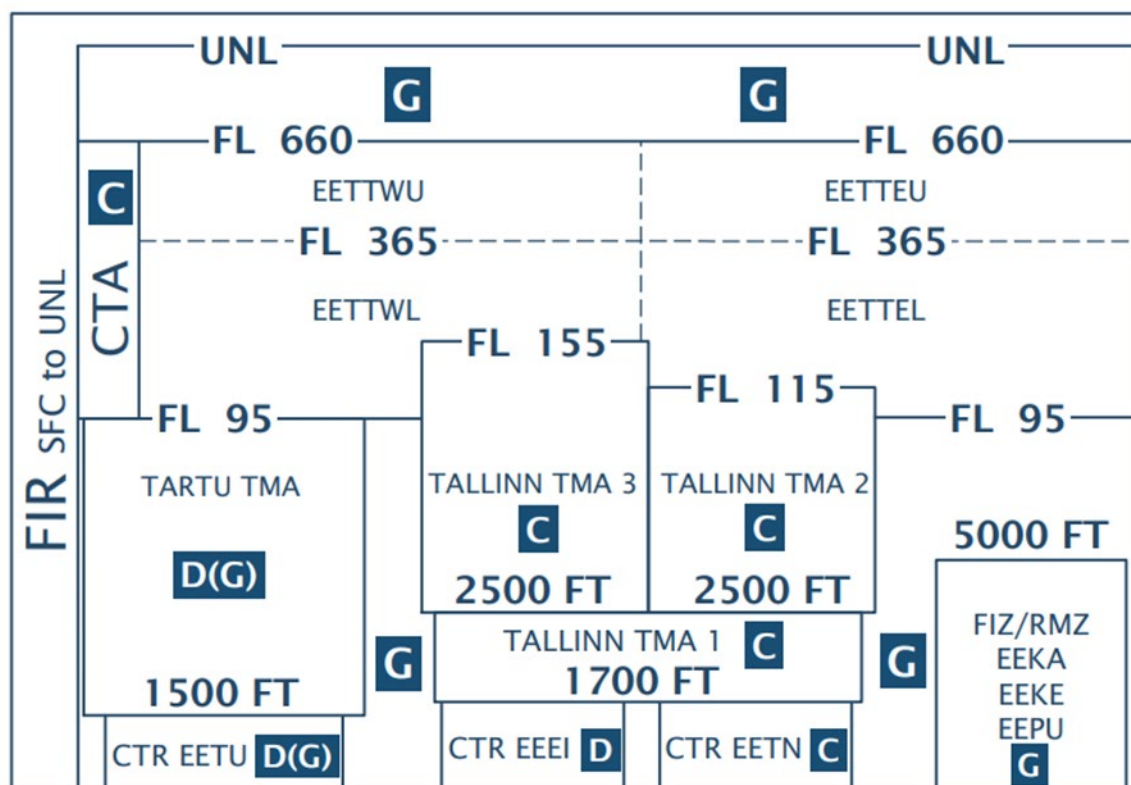 UNL UNL
G G
FL 660 FL 660
C
EETTWU EETTEU
FL 365 FL 365
CTA
EETTWL EETTEL
FIR SFC to UNL
FL 155
FL 115
FL 95 FL 95
TARTU TMA TALLINN TMA 3 TALLINN TMA 2
C C
5000 FT
D(G)
2500 FT 2500 FT
FIZ/RMZ
TALLINN TMA 1 C
G G
EEKA
1700 FT
EEKE
1500 FT
EEPU
CTR EETU D(G) CTR EEEI D CTR EETN C
G